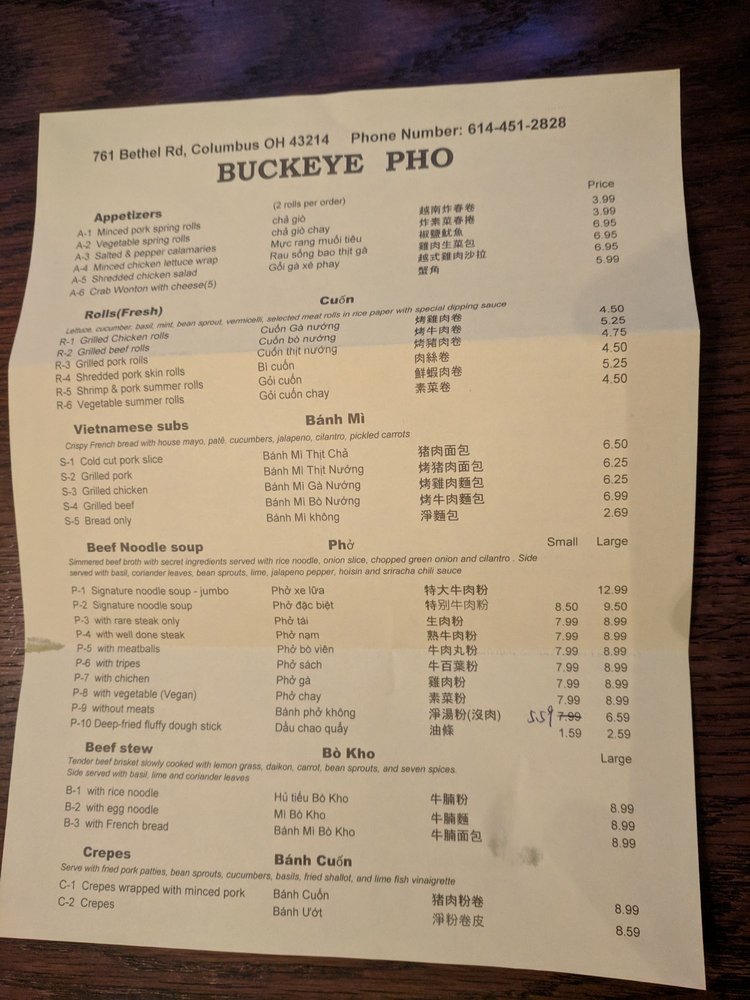 761 Bethel Rd, Columbus OH 43214 Phone Number: 614-451-2828
BUCKEYE PHO
Appetizers (2 rolls per order) Price
A-1 Minced pork spring rolls chả giò 越南炸春卷 3.99
A-2 Vegetable spring rolls chả giò chay 炸素菜春捲 3.99
A-3 Salted & pepper calamaries Mực rang muối tiêu 椒鹽魷魚 6.95
A-4 Minced chicken lettuce wrap Rau sống bao thịt gà 雞肉生菜包 6.95
A-5 Shredded chicken salad Gỏi gà xé phay 越式雞肉沙拉 6.95
A-6 Crab Wonton with cheese(5) 蟹角 5.99
Rolls(Fresh) Cuốn
Lettuce, cucumber, basil, mint, bean sprout, vermicelli, selected meat rolls in rice paper with special dipping sauce
R-1 Grilled Chicken rolls Cuốn Gà nướng 烤雞肉卷 4.50
R-2 Grilled beef rolls Cuốn bò nướng 烤牛肉卷 5.25
R-3 Grilled pork rolls Cuốn thịt nướng 烤豬肉卷 4.75
R-4 Shredded pork skin rolls Bì cuốn 肉絲卷 4.50
R-5 Shrimp & pork summer rolls Gỏi cuốn 鮮蝦肉卷 5.25
R-6 Vegetable summer rolls Gỏi cuốn chay 素菜卷 4.50
Vietnamese subs Bánh Mì
Crispy French bread with house mayo, patê, cucumbers, jalapeno, cilantro, pickled carrots
S-1 Cold cut pork slice Bánh Mì Thịt Chả 猪肉面包 6.50
S-2 Grilled pork Bánh Mì Thịt Nướng 烤猪肉面包 6.25
S-3 Grilled chicken Bánh Mì Gà Nướng 烤雞肉麵包 6.25
S-4 Grilled beef Bánh Mì Bò Nướng 烤牛肉麵包 6.99
S-5 Bread only Bánh Mì không 淨麵包 2.69
Beef Noodle soup Phở Small Large
Simmered beef broth with secret ingredients served with rice noodle, onion slice, chopped green onion and cilantro . Side
served with basil, coriander leaves, bean sprouts, lime, jalapeno pepper, hoisin and sriracha chili sauce
P-1 Signature noodle soup - jumbo Phở xe lữa 特大牛肉粉 12.99
P-2 Signature noodle soup Phở đặc biệt 特別牛肉粉 8.50 9.50
P-3 with rare steak only Phở tái 生肉粉 7.99 8.99
P-4 with well done steak Phở nạm 熟牛肉粉 7.99 8.99
P-5 with meatballs Phở bò viên 牛肉丸粉 7.99 8.99
P-6 with tripes Phở sách 牛百葉粉 7.99 8.99
P-7 with chichen Phở gà 雞肉粉 7.99 8.99
P-8 with vegetable (Vegan) Phở chay 素菜粉 7.99 8.99
P-9 without meats Bánh phở không 淨湯粉(沒肉) 559 7.99 6.59
P-10 Deep-fried fluffy dough stick Dầu chao quẩy 油條 1.59 2.59
Beef stew Bò Kho Large
Tender beef brisket slowly cooked with lemon grass, daikon, carrot, bean sprouts, and seven spices.
Side served with basil, lime and coriander leaves
B-1 with rice noodle Hủ tiếu Bò Kho 牛腩粉 8.99
B-2 with egg noodle Mì Bò Kho 牛腩麵 8.99
B-3 with French bread Bánh Mì Bò Kho 牛腩面包 8.99
Crepes Bánh Cuốn
Serve with fried pork patties, bean sprouts, cucumbers, basils, fried shallot, and lime fish vinaigrette
C-1 Crepes wrapped with minced pork Bánh Cuốn 猪肉粉卷 8.99
C-2 Crepes Bánh Ướt 淨粉卷皮 8.59